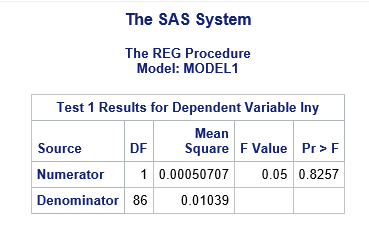 The SAS System
The REG Procedure
Model: MODEL1
Test 1 Results for Dependent Variable lny
Source DF Mean Square F Value Pr > F
Numerator 1 0.00050707 0.05 0.8257
Denominator 86 0.01039